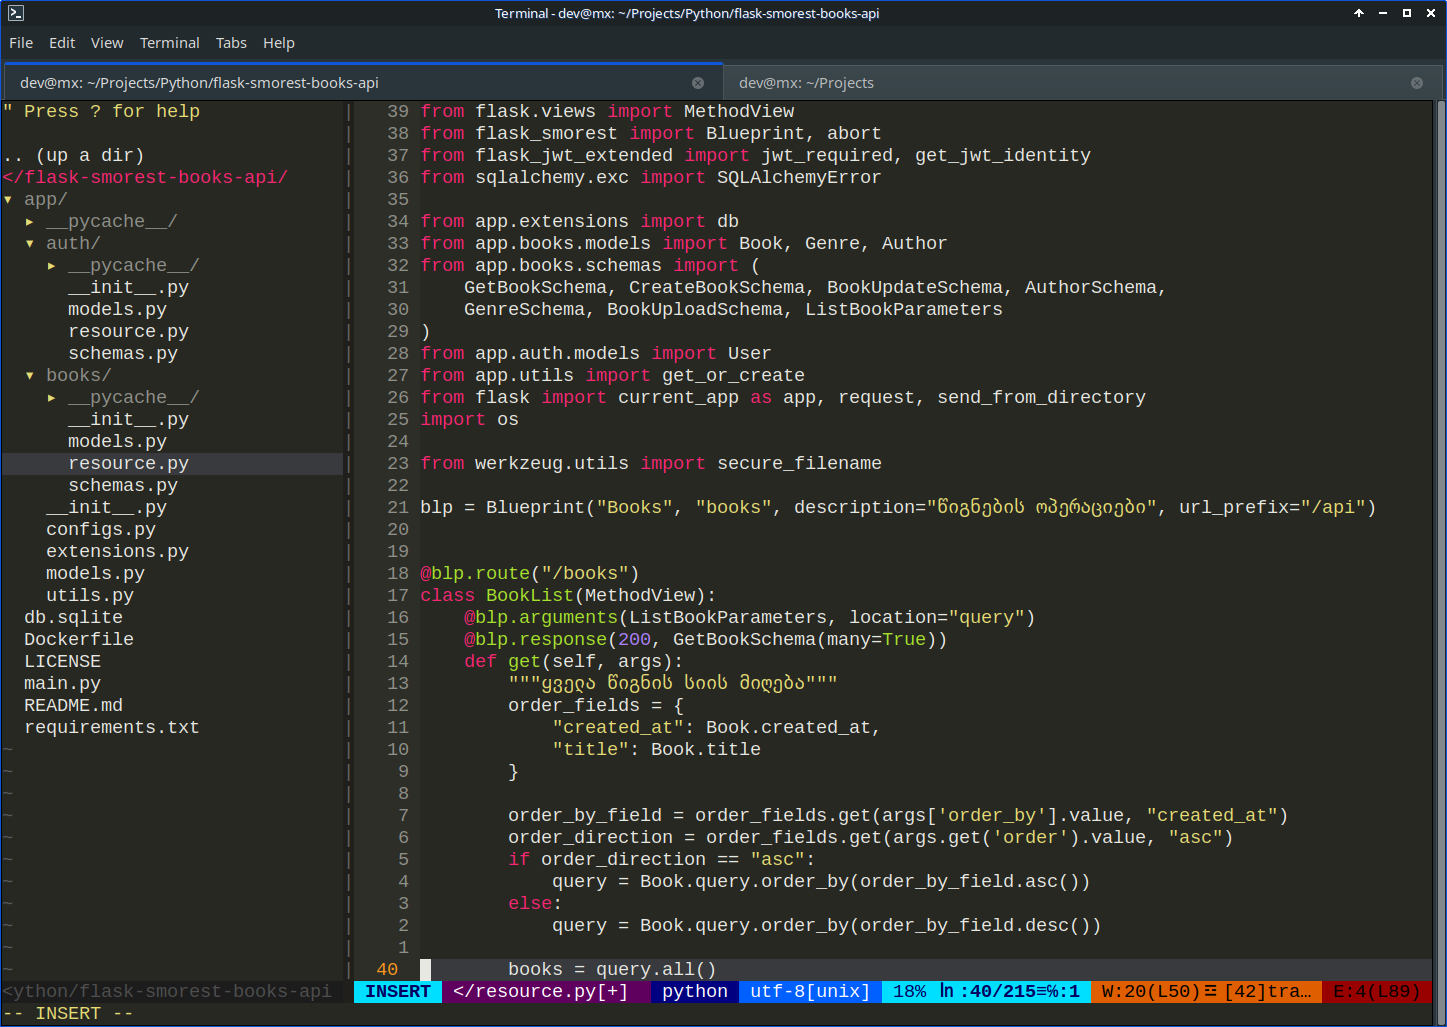 Terminal - dev@mx: ~/Projects/Python/flask-smorest-books-api
File Edit View Terminal Tabs Help
dev@mx: ~/Projects/Python/flask-smorest-books-api
dev@mx: ~/Projects
" Press ? for help
.. (up a dir)
</flask-smorest-books-api/
▾ app/
▸ __pycache__/
▾ auth/
▸ __pycache__/
__init__.py
models.py
resource.py
schemas.py
▾ books/
▸ __pycache__/
__init__.py
models.py
resource.py
schemas.py
__init__.py
configs.py
extensions.py
models.py
utils.py
db.sqlite
Dockerfile
LICENSE
main.py
README.md
requirements.txt
~
~
~
~
~
~
~
~
~
~
~
<ython/flask-smorest-books-api
39 from flask.views import MethodView
38 from flask_smorest import Blueprint, abort
37 from flask_jwt_extended import jwt_required, get_jwt_identity
36 from sqlalchemy.exc import SQLAlchemyError
35
34 from app.extensions import db
33 from app.books.models import Book, Genre, Author
32 from app.books.schemas import (
31     GetBookSchema, CreateBookSchema, BookUpdateSchema, AuthorSchema,
30     GenreSchema, BookUploadSchema, ListBookParameters
29 )
28 from app.auth.models import User
27 from app.utils import get_or_create
26 from flask import current_app as app, request, send_from_directory
25 import os
24
23 from werkzeug.utils import secure_filename
22
21 blp = Blueprint("Books", "books", description="წიგნების ოპერაციები", url_prefix="/api")
20
19
18 @blp.route("/books")
17 class BookList(MethodView):
16     @blp.arguments(ListBookParameters, location="query")
15     @blp.response(200, GetBookSchema(many=True))
14     def get(self, args):
13         """ყველა წიგნის სიის მიღება"""
12         order_fields = {
11             "created_at": Book.created_at,
10             "title": Book.title
9         }
8
7         order_by_field = order_fields.get(args['order_by'].value, "created_at")
6         order_direction = order_fields.get(args.get('order').value, "asc")
5         if order_direction == "asc":
4             query = Book.query.order_by(order_by_field.asc())
3         else:
2             query = Book.query.order_by(order_by_field.desc())
1
40         books = query.all()
INSERT </resource.py[+] python utf-8[unix] 18% ㏑:40/215≡℅:1 W:20(L50)☲ [42]tra… E:4(L89)
-- INSERT --